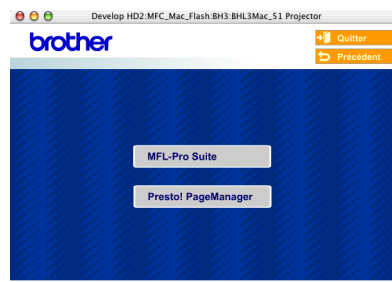 Develop HD2:MFC_Mac_Flash:BH3:BHL3Mac_51 Projector
brother
Quitter
Précédent
MFL-Pro Suite
Presto! PageManager